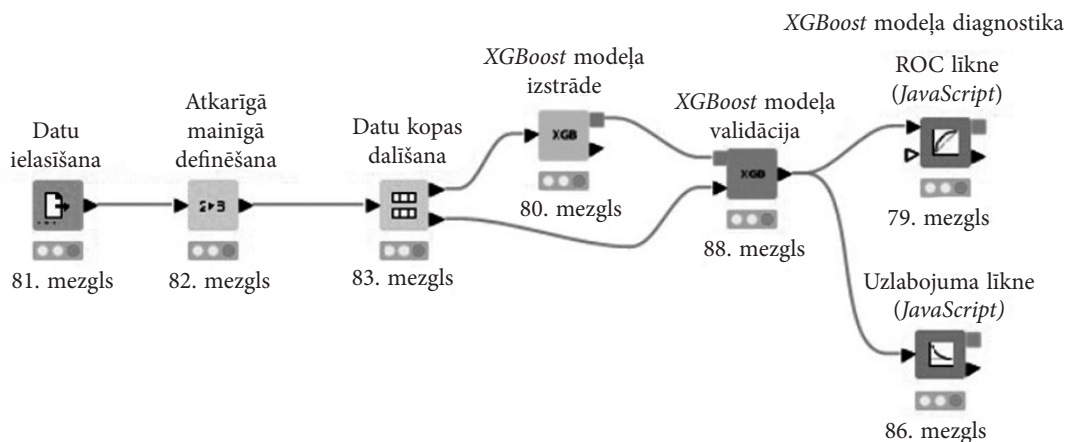 XGBoost modeļa diagnostika
XGBoost modeļa
izstrāde
ROC līkne
(JavaScript)
Atkarīgā
mainīgā
definēšana
XGBoost modeļa
validācija
Datu
ielasīšana
Datu kopas
dalīšana
XGB
XGB
2▸3
80. mezgls
79. mezgls
88. mezgls
81. mezgls
82. mezgls
83. mezgls
Uzlabojuma līkne
(JavaScript)
86. mezgls